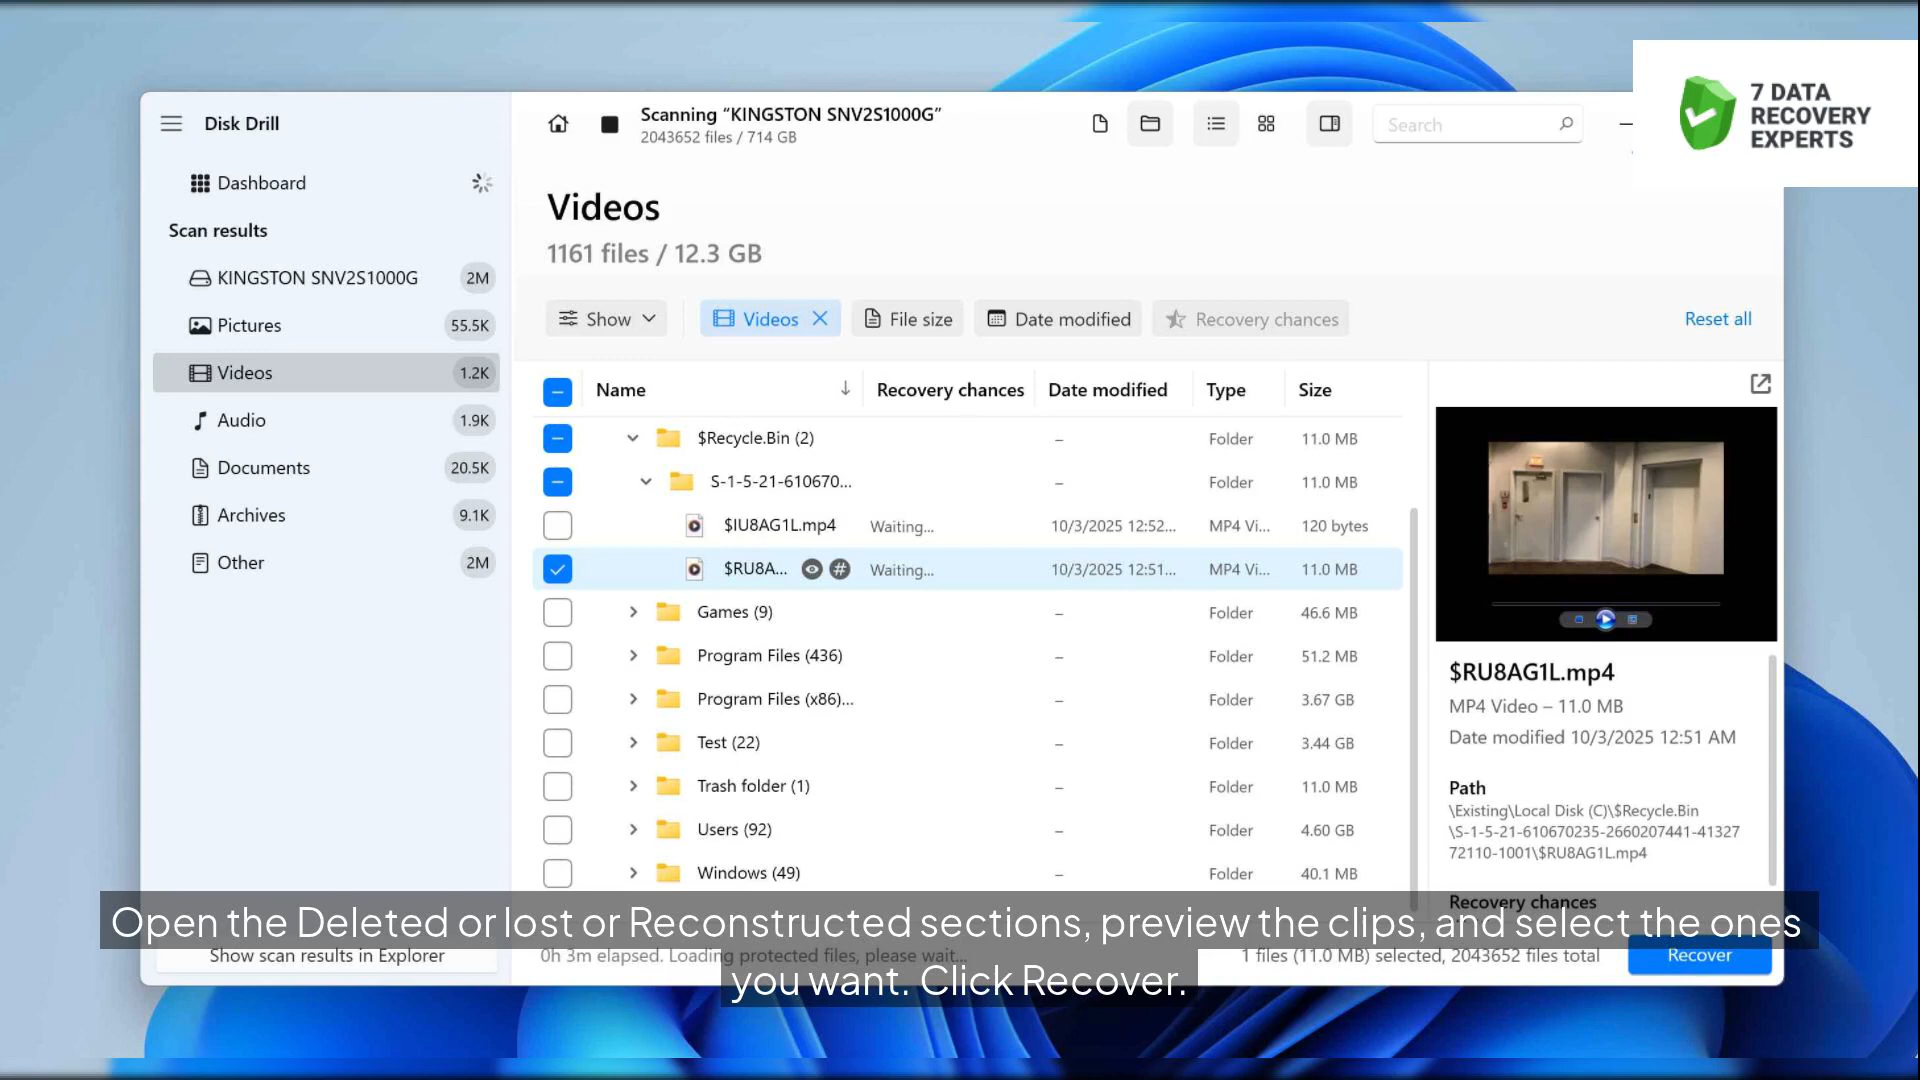 Disk Drill
Scanning “KINGSTON SNV2S1000G”
2043652 files / 714 GB
Search
7 DATA
RECOVERY
EXPERTS
Dashboard
Scan results
KINGSTON SNV2S1000G 2M
Pictures 55.5K
Videos 1.2K
Audio 1.9K
Documents 20.5K
Archives 9.1K
Other 2M
Videos
1161 files / 12.3 GB
Show Videos File size Date modified Recovery chances Reset all
Name Recovery chances Date modified Type Size
$Recycle.Bin (2) – Folder 11.0 MB
S-1-5-21-610670... – Folder 11.0 MB
$IU8AG1L.mp4 Waiting... 10/3/2025 12:52... MP4 Vi... 120 bytes
$RU8A... # Waiting... 10/3/2025 12:51... MP4 Vi... 11.0 MB
Games (9) – Folder 46.6 MB
Program Files (436) – Folder 51.2 MB
Program Files (x86)... – Folder 3.67 GB
Test (22) – Folder 3.44 GB
Trash folder (1) – Folder 11.0 MB
Users (92) – Folder 4.60 GB
Windows (49) – Folder 40.1 MB
$RU8AG1L.mp4
MP4 Video – 11.0 MB
Date modified 10/3/2025 12:51 AM
Path
\Existing\Local Disk (C)\$Recycle.Bin
\S-1-5-21-610670235-2660207441-41327
72110-1001\$RU8AG1L.mp4
Recovery chances
Show scan results in Explorer
0h 3m elapsed. Loading protected files, please wait...
1 files (11.0 MB) selected, 2043652 files total
Recover
Open the Deleted or lost or Reconstructed sections, preview the clips, and select the ones
you want. Click Recover.